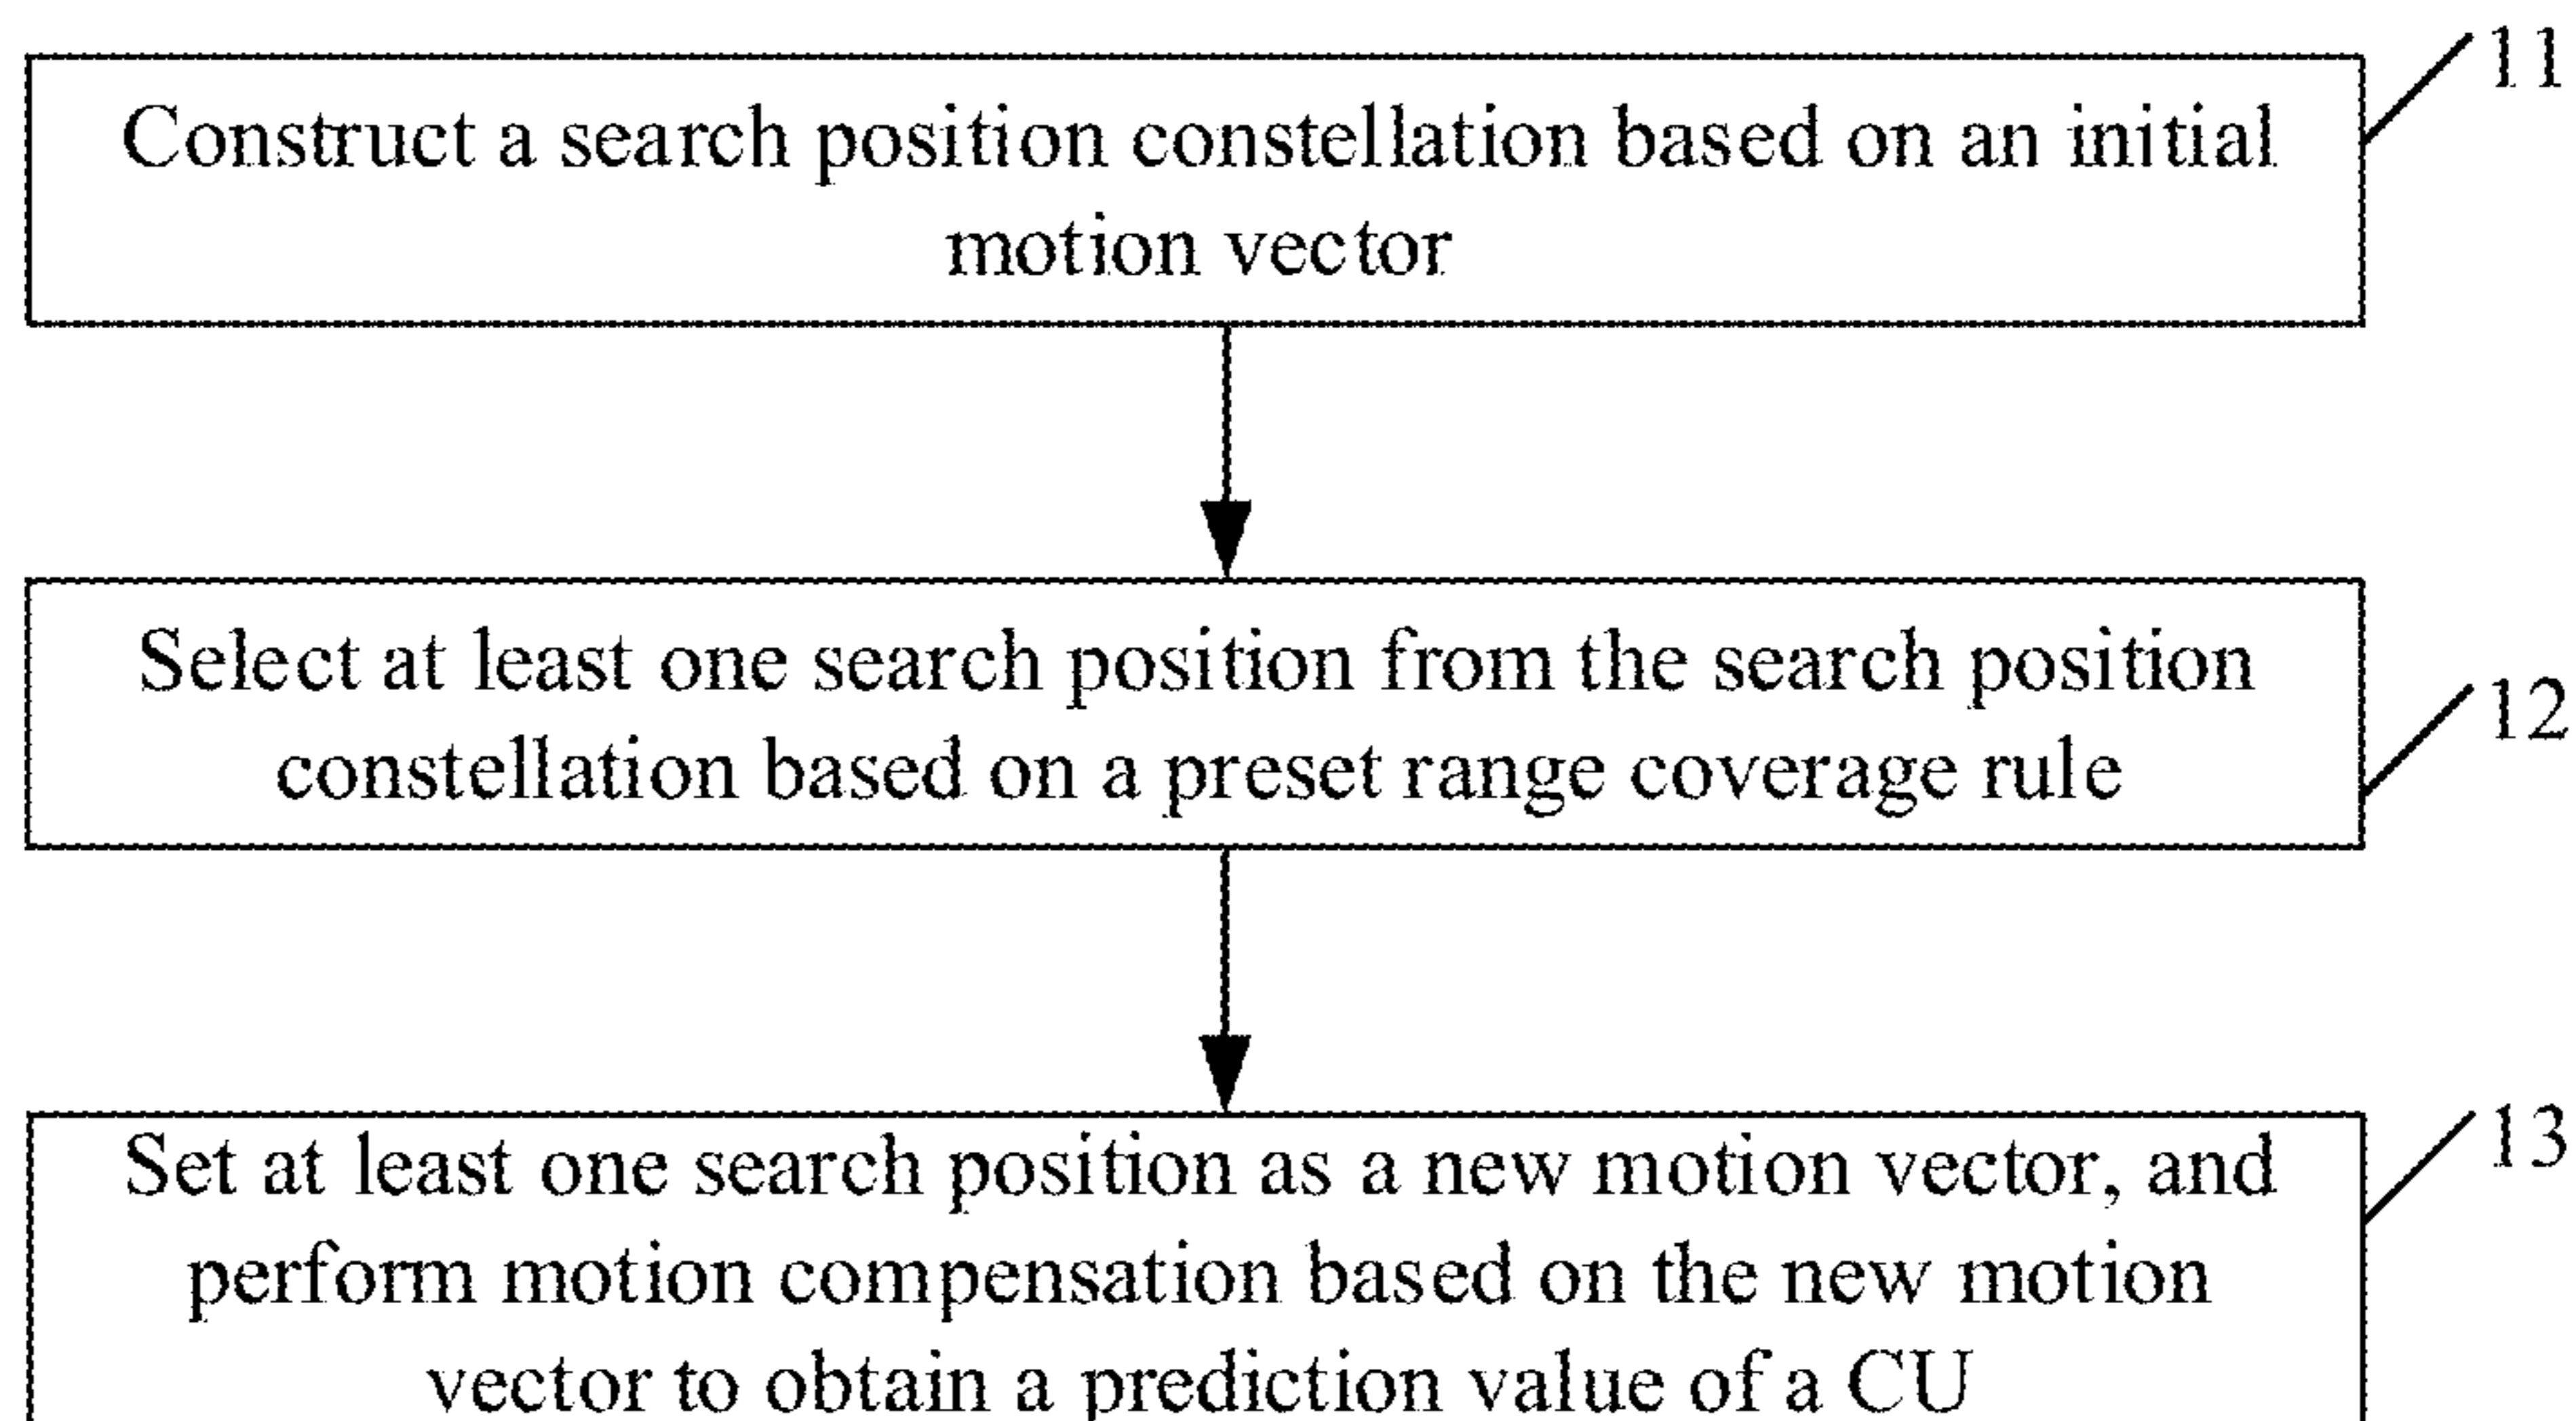 11
Construct a search position constellation based on an initial
motion vector
Select at least one search position from the search position
constellation based on a preset range coverage rule
12
Set at least one search position as a new motion vector, and
perform motion compensation based on the new motion
vector to obtain a prediction value of a CU
13